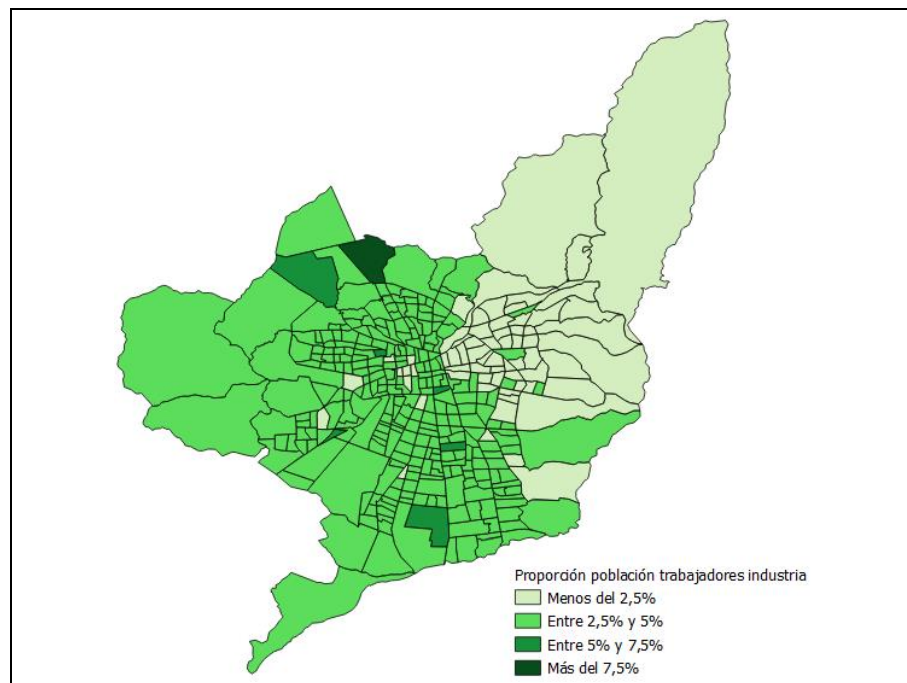 Proporción población trabajadores industria
Menos del 2,5%
Entre 2,5% y 5%
Entre 5% y 7,5%
Más del 7,5%